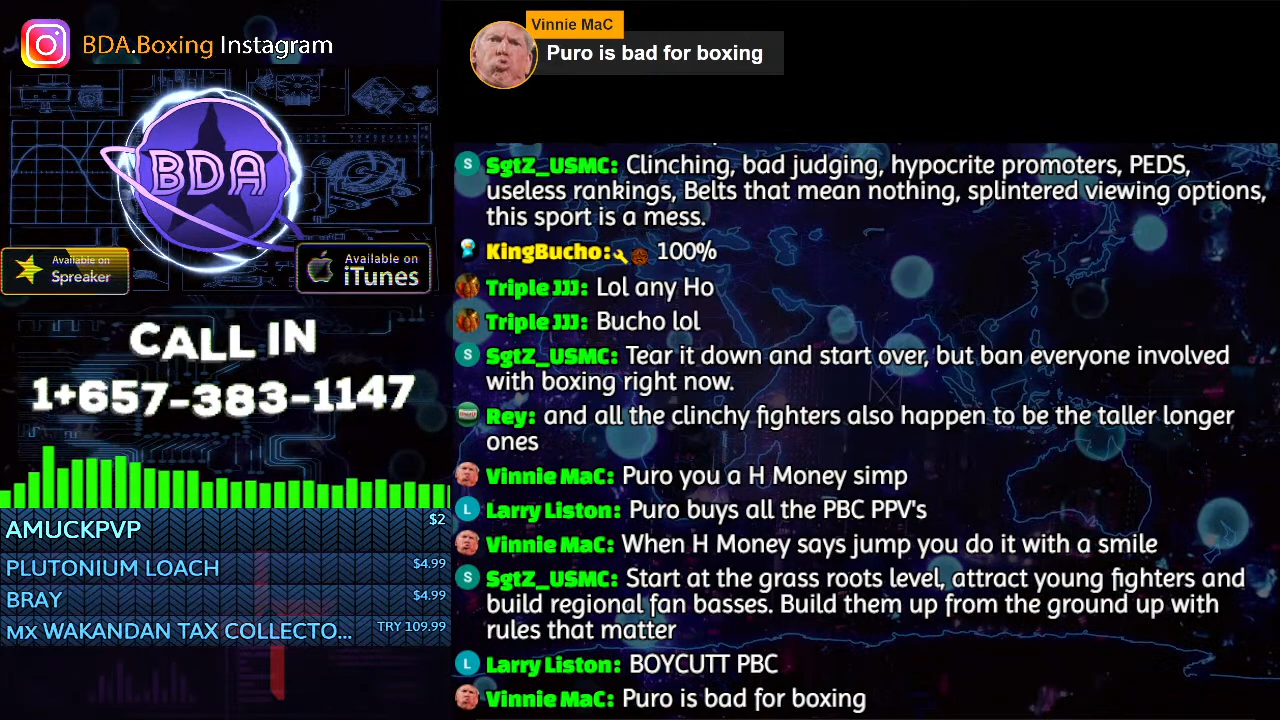 BDA.Boxing Instagram
BDA
Available on
Spreaker
Available on
iTunes
CALL IN
1+657-383-1147
AMUCKPVP $2
PLUTONIUM LOACH $4.99
BRAY $4.99
MX WAKANDAN TAX COLLECTO... TRY 109.99
Vinnie MaC
Puro is bad for boxing
S SgtZ_USMC: Clinching, bad judging, hypocrite promoters, PEDS,
useless rankings, Belts that mean nothing, splintered viewing options,
this sport is a mess.
KingBucho: 100%
Triple JJJ: Lol any Ho
Triple JJJ: Bucho lol
S SgtZ_USMC: Tear it down and start over, but ban everyone involved
with boxing right now.
Rey: and all the clinchy fighters also happen to be the taller longer
ones
Vinnie MaC: Puro you a H Money simp
L Larry Liston: Puro buys all the PBC PPV's
Vinnie MaC: When H Money says jump you do it with a smile
S SgtZ_USMC: Start at the grass roots level, attract young fighters and
build regional fan basses. Build them up from the ground up with
rules that matter
L Larry Liston: BOYCUTT PBC
Vinnie MaC: Puro is bad for boxing